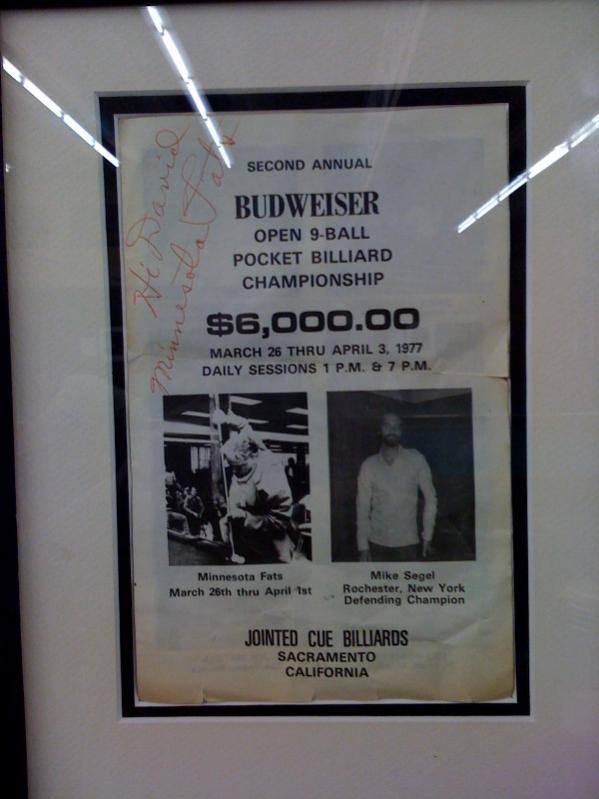 Hi David
Minnesota Fats
SECOND ANNUAL
BUDWEISER
OPEN 9-BALL
POCKET BILLIARD
CHAMPIONSHIP
$6,000.00
MARCH 26 THRU APRIL 3, 1977
DAILY SESSIONS 1 P.M. & 7 P.M.
Minnesota Fats
March 26th thru April 1st
Mike Segel
Rochester, New York
Defending Champion
JOINTED CUE BILLIARDS
SACRAMENTO
CALIFORNIA